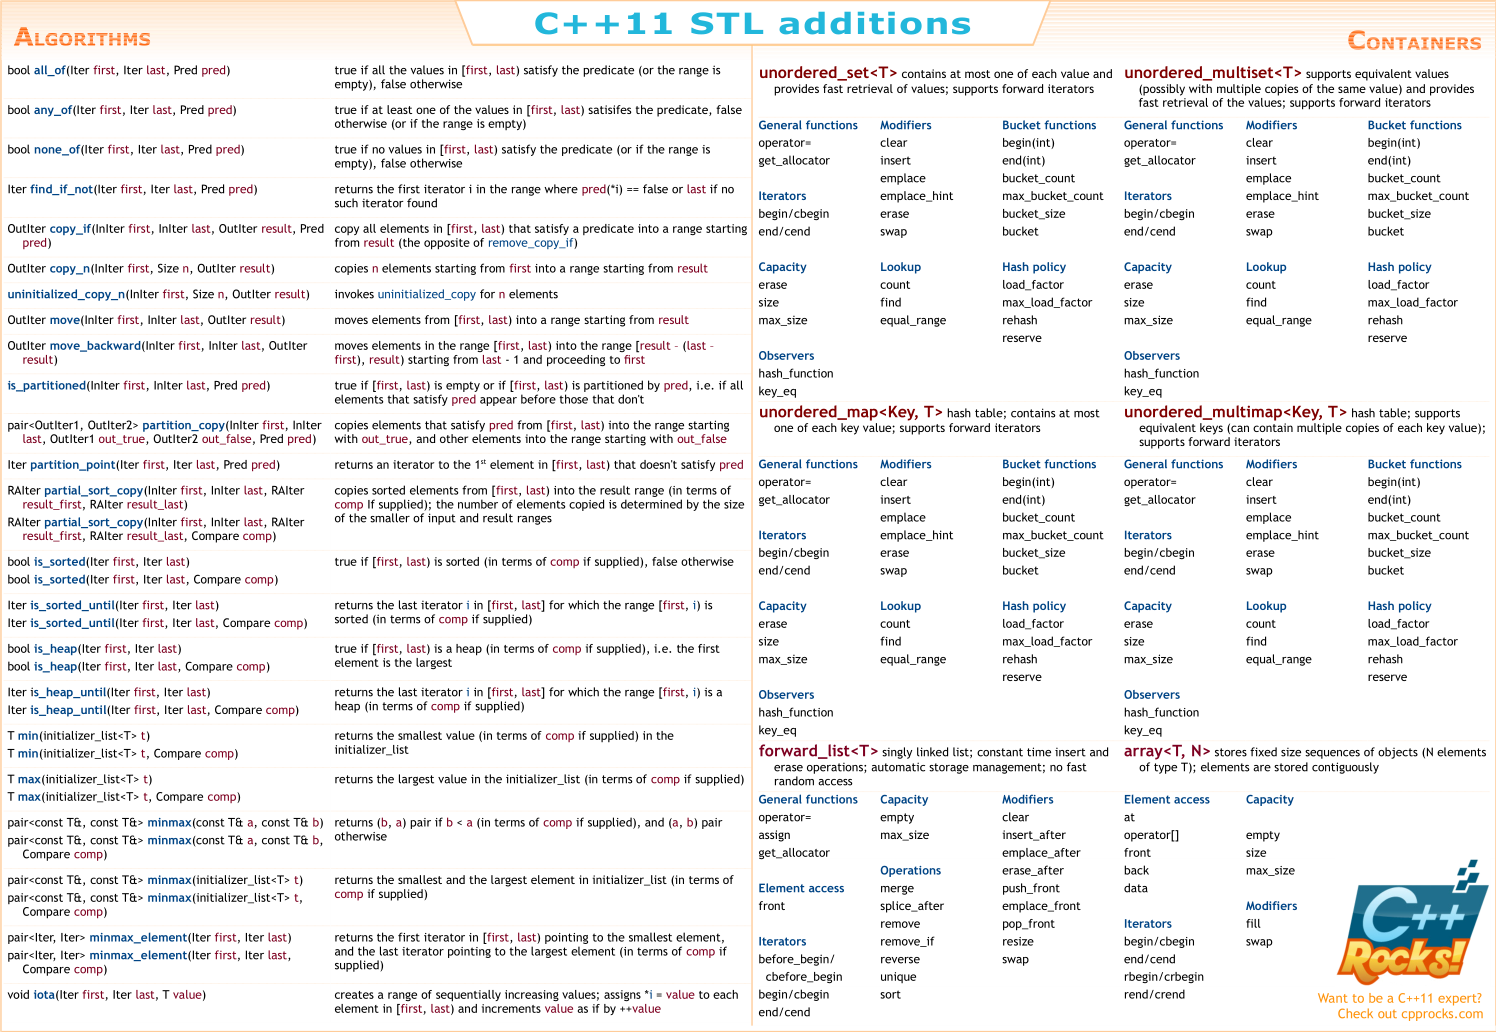 C++11 STL additions
ALGORITHMS
bool all_of(Iter first, Iter last, Pred pred)
true if all the values in [first, last) satisfy the predicate (or the range is
empty), false otherwise
bool any_of(Iter first, Iter last, Pred pred)
true if at least one of the values in [first, last) satisifes the predicate, false
otherwise (or if the range is empty)
bool none_of(Iter first, Iter last, Pred pred)
true if no values in [first, last) satisfy the predicate (or if the range is
empty), false otherwise
Iter find_if_not(Iter first, Iter last, Pred pred)
returns the first iterator i in the range where pred(*i) == false or last if no
such iterator found
OutIter copy_if(InIter first, InIter last, OutIter result, Pred
pred)
copy all elements in [first, last) that satisfy a predicate into a range starting
from result (the opposite of remove_copy_if)
OutIter copy_n(InIter first, Size n, OutIter result)
copies n elements starting from first into a range starting from result
uninitialized_copy_n(InIter first, Size n, OutIter result)
invokes uninitialized_copy for n elements
OutIter move(InIter first, InIter last, OutIter result)
moves elements from [first, last) into a range starting from result
OutIter move_backward(InIter first, InIter last, OutIter
result)
moves elements in the range [first, last) into the range [result - (last -
first), result) starting from last - 1 and proceeding to first
is_partitioned(InIter first, InIter last, Pred pred)
true if [first, last) is empty or if [first, last) is partitioned by pred, i.e. if all
elements that satisfy pred appear before those that don't
pair<OutIter1, OutIter2> partition_copy(InIter first, InIter
last, OutIter1 out_true, OutIter2 out_false, Pred pred)
copies elements that satisfy pred from [first, last) into the range starting
with out_true, and other elements into the range starting with out_false
Iter partition_point(Iter first, Iter last, Pred pred)
returns an iterator to the 1st element in [first, last) that doesn't satisfy pred
RAIter partial_sort_copy(InIter first, InIter last, RAIter
result_first, RAIter result_last)
RAIter partial_sort_copy(InIter first, InIter last, RAIter
result_first, RAIter result_last, Compare comp)
copies sorted elements from [first, last) into the result range (in terms of
comp If supplied); the number of elements copied is determined by the size
of the smaller of input and result ranges
bool is_sorted(Iter first, Iter last)
bool is_sorted(Iter first, Iter last, Compare comp)
true if [first, last) is sorted (in terms of comp if supplied), false otherwise
Iter is_sorted_until(Iter first, Iter last)
Iter is_sorted_until(Iter first, Iter last, Compare comp)
returns the last iterator i in [first, last] for which the range [first, i) is
sorted (in terms of comp if supplied)
bool is_heap(Iter first, Iter last)
bool is_heap(Iter first, Iter last, Compare comp)
true if [first, last) is a heap (in terms of comp if supplied), i.e. the first
element is the largest
Iter is_heap_until(Iter first, Iter last)
Iter is_heap_until(Iter first, Iter last, Compare comp)
returns the last iterator i in [first, last] for which the range [first, i) is a
heap (in terms of comp if supplied)
T min(initializer_list<T> t)
T min(initializer_list<T> t, Compare comp)
returns the smallest value (in terms of comp if supplied) in the
initializer_list
T max(initializer_list<T> t)
T max(initializer_list<T> t, Compare comp)
returns the largest value in the initializer_list (in terms of comp if supplied)
pair<const T&, const T&> minmax(const T& a, const T& b)
pair<const T&, const T&> minmax(const T& a, const T& b,
Compare comp)
returns (b, a) pair if b < a (in terms of comp if supplied), and (a, b) pair
otherwise
pair<const T&, const T&> minmax(initializer_list<T> t)
pair<const T&, const T&> minmax(initializer_list<T> t,
Compare comp)
returns the smallest and the largest element in initializer_list (in terms of
comp if supplied)
pair<Iter, Iter> minmax_element(Iter first, Iter last)
pair<Iter, Iter> minmax_element(Iter first, Iter last,
Compare comp)
returns the first iterator in [first, last) pointing to the smallest element,
and the last iterator pointing to the largest element (in terms of comp if
supplied)
void iota(Iter first, Iter last, T value)
creates a range of sequentially increasing values; assigns *i = value to each
element in [first, last) and increments value as if by ++value
CONTAINERS
unordered_set<T> contains at most one of each value and
provides fast retrieval of values; supports forward iterators
General functions
operator=
get_allocator
Iterators
begin/cbegin
end/cend
Capacity
erase
size
max_size
Observers
hash_function
key_eq
Modifiers
clear
insert
emplace
emplace_hint
erase
swap
Lookup
count
find
equal_range
Bucket functions
begin(int)
end(int)
bucket_count
max_bucket_count
bucket_size
bucket
Hash policy
load_factor
max_load_factor
rehash
reserve
unordered_multiset<T> supports equivalent values
(possibly with multiple copies of the same value) and provides
fast retrieval of the values; supports forward iterators
General functions
operator=
get_allocator
Iterators
begin/cbegin
end/cend
Capacity
erase
size
max_size
Observers
hash_function
key_eq
Modifiers
clear
insert
emplace
emplace_hint
erase
swap
Lookup
count
find
equal_range
Bucket functions
begin(int)
end(int)
bucket_count
max_bucket_count
bucket_size
bucket
Hash policy
load_factor
max_load_factor
rehash
reserve
unordered_map<Key, T> hash table; contains at most
one of each key value; supports forward iterators
General functions
operator=
get_allocator
Iterators
begin/cbegin
end/cend
Capacity
erase
size
max_size
Observers
hash_function
key_eq
Modifiers
clear
insert
emplace
emplace_hint
erase
swap
Lookup
count
find
equal_range
Bucket functions
begin(int)
end(int)
bucket_count
max_bucket_count
bucket_size
bucket
Hash policy
load_factor
max_load_factor
rehash
reserve
unordered_multimap<Key, T> hash table; supports
equivalent keys (can contain multiple copies of each key value);
supports forward iterators
General functions
operator=
get_allocator
Iterators
begin/cbegin
end/cend
Capacity
erase
size
max_size
Observers
hash_function
key_eq
Modifiers
clear
insert
emplace
emplace_hint
erase
swap
Lookup
count
find
equal_range
Bucket functions
begin(int)
end(int)
bucket_count
max_bucket_count
bucket_size
bucket
Hash policy
load_factor
max_load_factor
rehash
reserve
forward_list<T> singly linked list; constant time insert and
erase operations; automatic storage management; no fast
random access
General functions
operator=
assign
get_allocator
Element access
front
Iterators
before_begin/
cbefore_begin
begin/cbegin
end/cend
Capacity
empty
max_size
Operations
merge
splice_after
remove
remove_if
reverse
unique
sort
Modifiers
clear
insert_after
emplace_after
erase_after
push_front
emplace_front
pop_front
resize
swap
array<T, N> stores fixed size sequences of objects (N elements
of type T); elements are stored contiguously
Element access
at
operator[]
front
back
data
Iterators
begin/cbegin
end/cend
rbegin/crbegin
rend/crend
Capacity
empty
size
max_size
Modifiers
fill
swap
C++
Rocks!
Want to be a C++11 expert?
Check out cpprocks.com